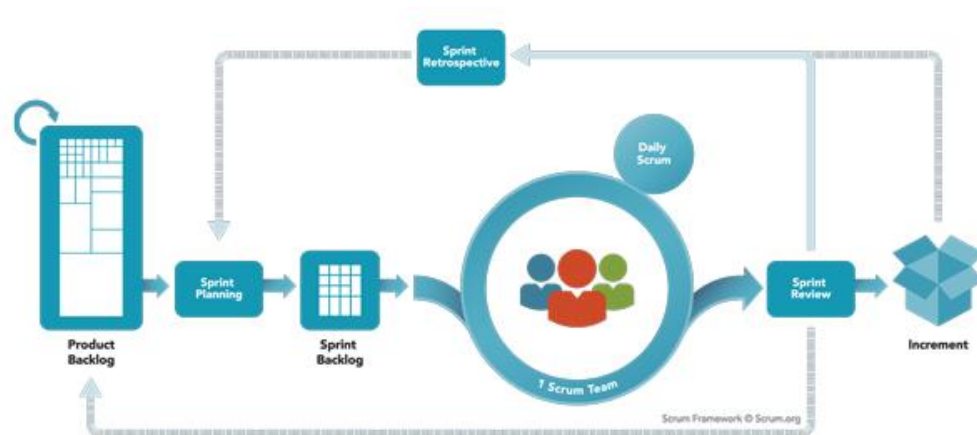 Sprint
Retrospective
Daily
Scrum
Sprint
Planning
Sprint
Review
Product
Backlog
Sprint
Backlog
Increment
1 Scrum Team
Scrum Framework © Scrum.org